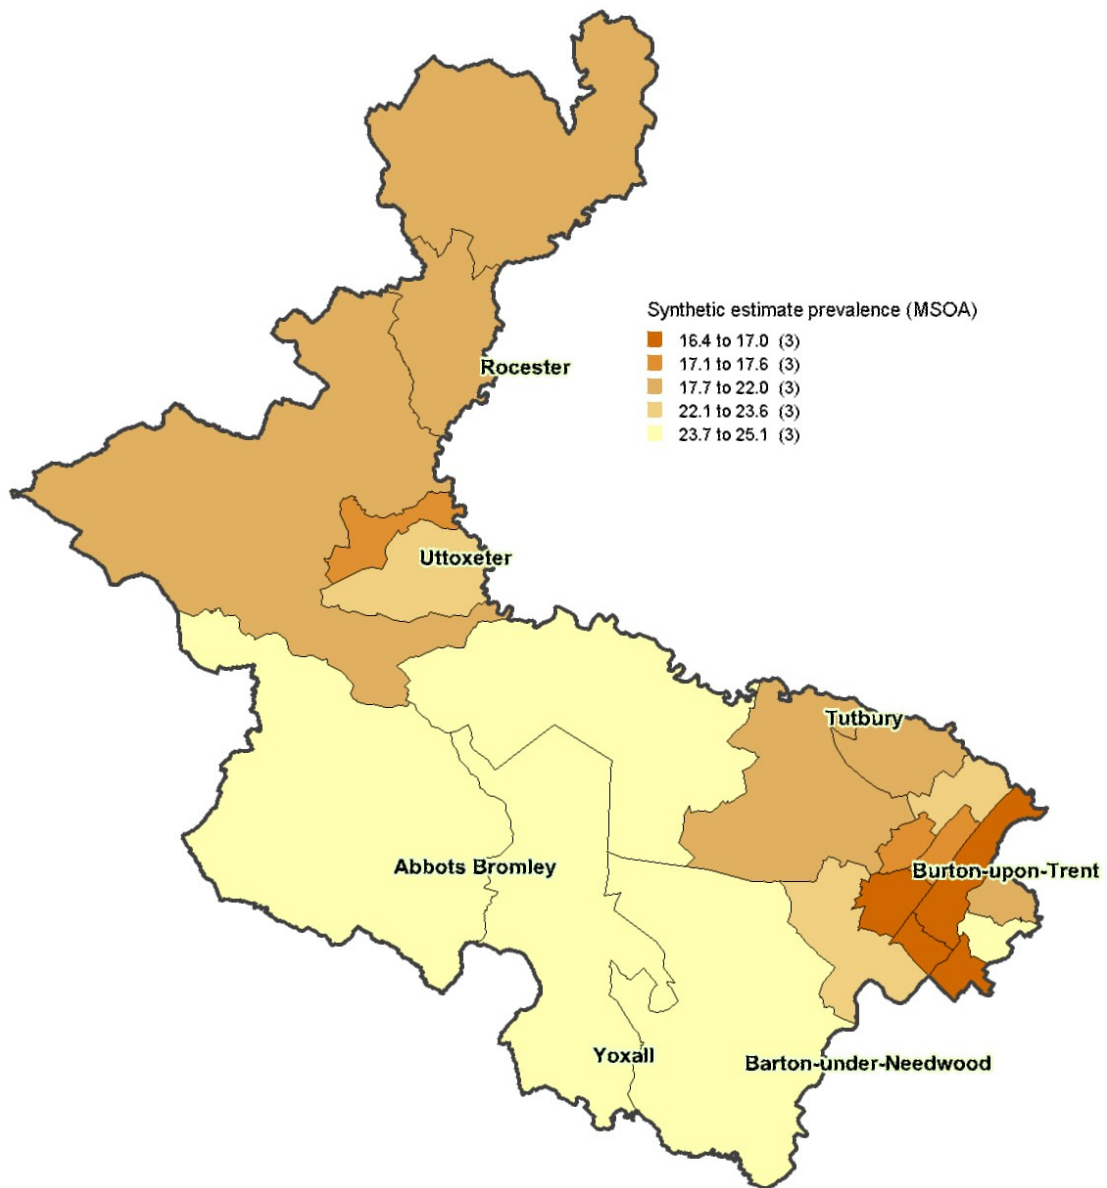 Synthetic estimate prevalence (MSOA)
16.4 to 17.0 (3)
17.1 to 17.6 (3)
17.7 to 22.0 (3)
22.1 to 23.6 (3)
23.7 to 25.1 (3)
Rocester
Uttoxeter
Tutbury
Abbots Bromley
Burton-upon-Trent
Yoxall
Barton-under-Needwood